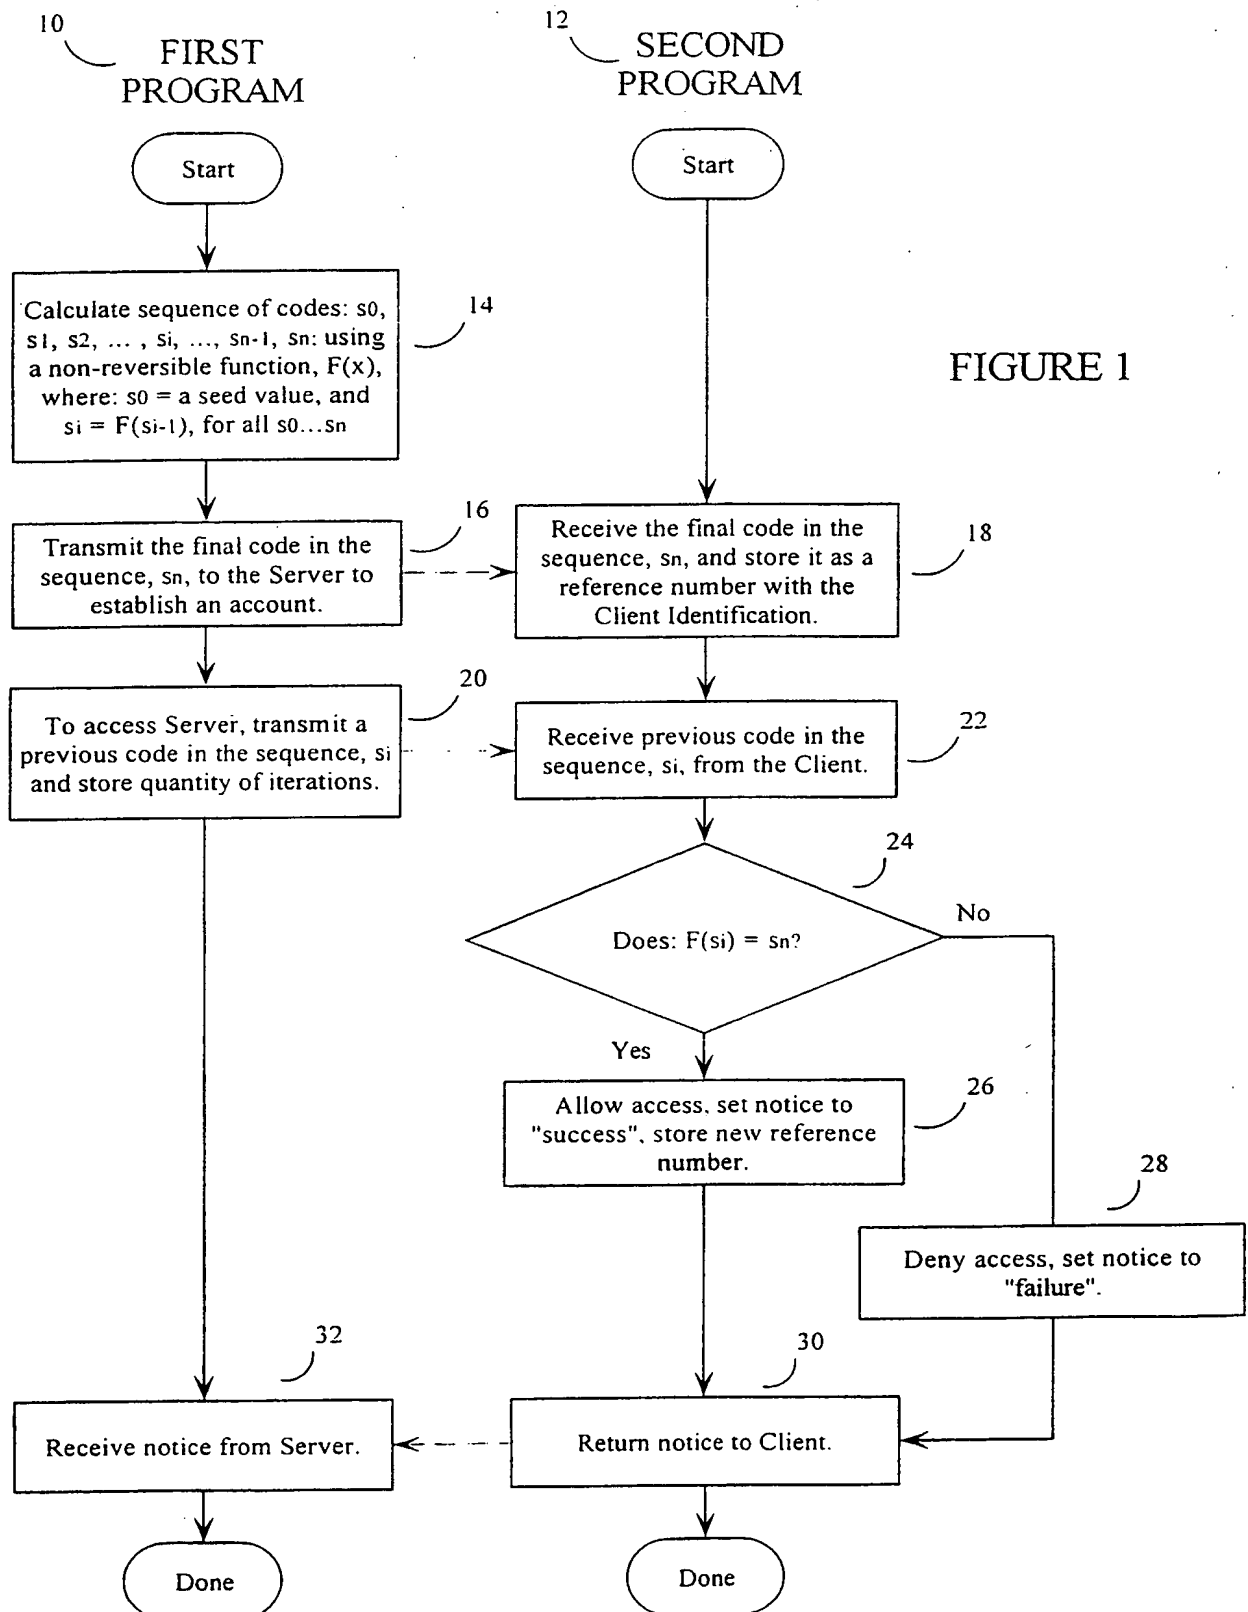 10
FIRST
PROGRAM
12
SECOND
PROGRAM
Start
Start
Calculate sequence of codes: s0,
s1, s2, ... , si, ..., sn-1, sn: using
a non-reversible function, F(x),
where: s0 = a seed value, and
si = F(si-1), for all s0...sn
14
FIGURE 1
Transmit the final code in the
sequence, sn, to the Server to
establish an account.
16
Receive the final code in the
sequence, sn, and store it as a
reference number with the
Client Identification.
18
To access Server, transmit a
previous code in the sequence, si
and store quantity of iterations.
20
Receive previous code in the
sequence, si, from the Client.
22
24
Does: F(si) = sn?
No
Yes
Allow access, set notice to
"success", store new reference
number.
26
28
Deny access, set notice to
"failure".
32
30
Receive notice from Server.
Return notice to Client.
Done
Done